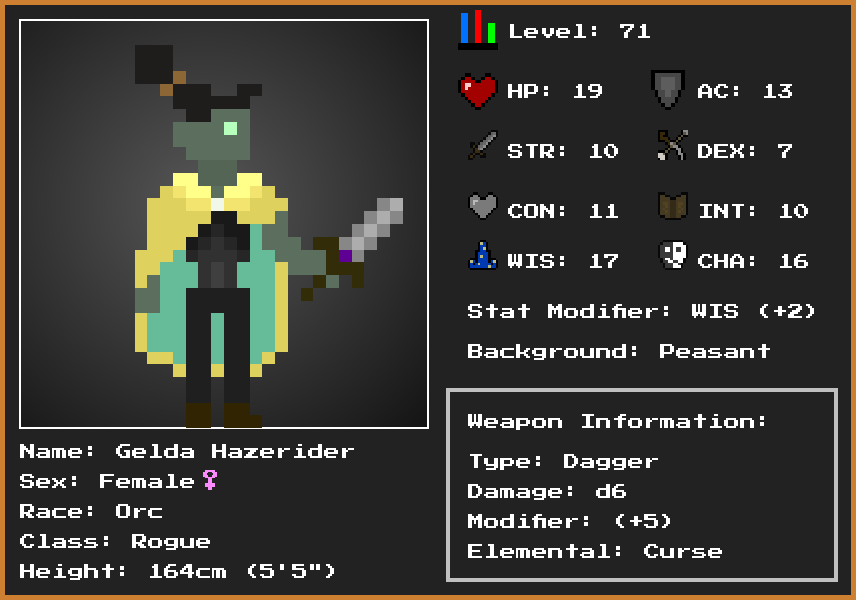 Level: 71
HP: 19
AC: 13
STR: 10
DEX: 7
CON: 11
INT: 10
WIS: 17
CHA: 16
Stat Modifier: WIS (+2)
Background: Peasant
Weapon Information:
Type: Dagger
Damage: d6
Modifier: (+5)
Elemental: Curse
Name: Gelda Hazerider
Sex: Female♀
Race: Orc
Class: Rogue
Height: 164cm (5'5")